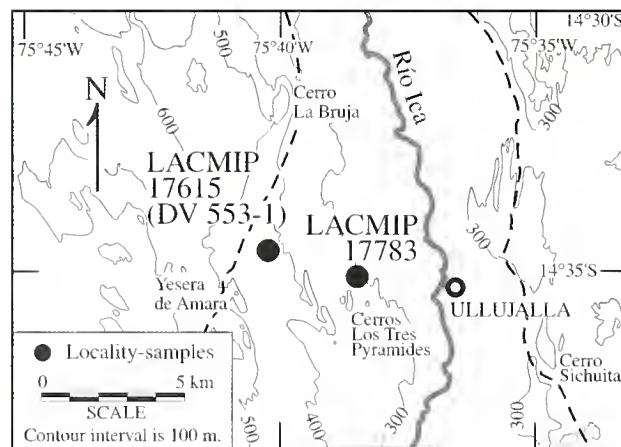 75°45'W
500
75°40'W
75°35'W
14°30'S
300
N
Cerro
La Bruja
Río Ica
600
LACMIP
17615
(DV 553-1)
LACMIP
17783
300
14°35'S
Yesera
de Amara
ULLUJALLA
Cerros
Los Tres
Pyramides
Locality-samples
0 5 km
SCALE
Contour interval is 100 m.
Cerro
Sichuita
500
400
300
300